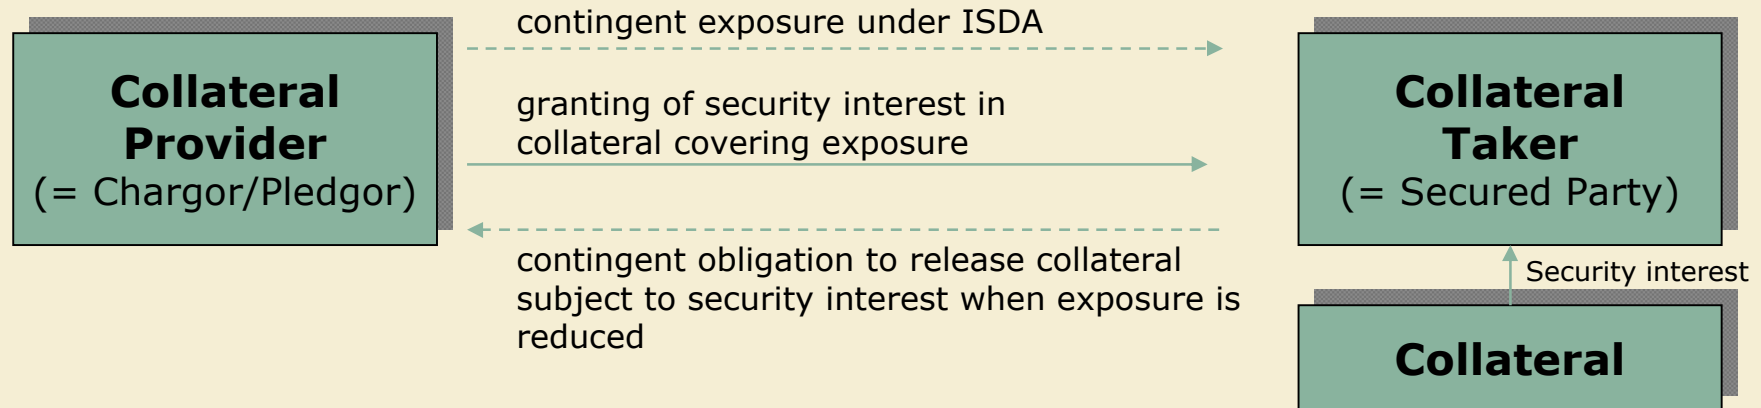 contingent exposure under ISDA
Collateral
Provider
(= Chargor/Pledgor)
granting of security interest in
collateral covering exposure
Collateral
Taker
(= Secured Party)
contingent obligation to release collateral
subject to security interest when exposure is
reduced
Security interest
Collateral